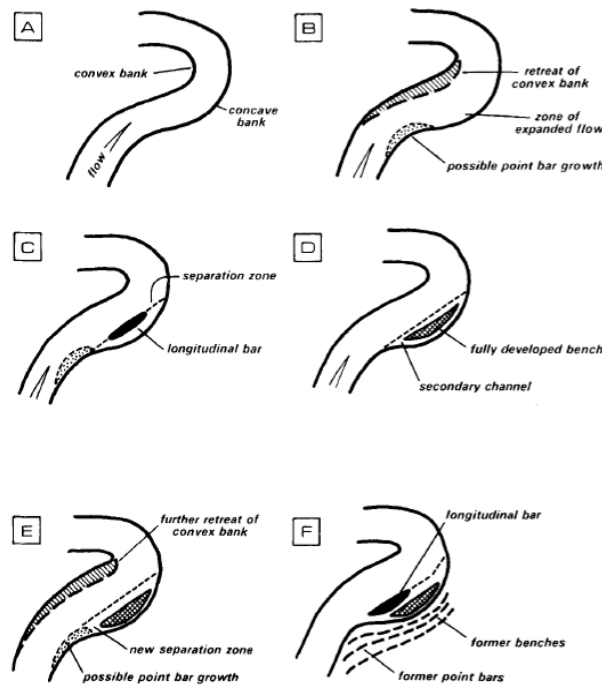 A
convex bank
concave
bank
flow
B
retreat of
convex bank
zone of
expanded flow
possible point bar growth
C
separation zone
longitudinal bar
D
fully developed bench
secondary channel
E
further retreat of
convex bank
new separation zone
possible point bar growth
F
longitudinal bar
former benches
former point bars